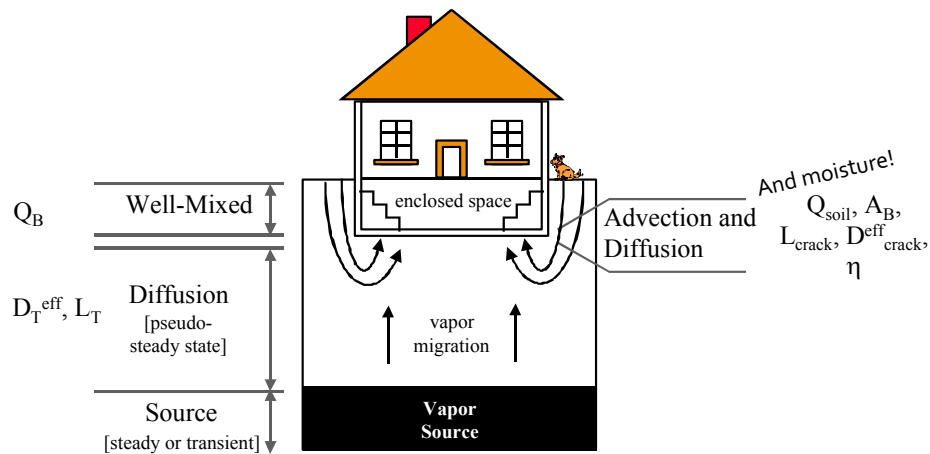 Q_B
Well-Mixed
enclosed space
And moisture!
Advection and
Diffusion
Q_soil, A_B,
L_crack, D^eff_crack,
η
D_T^eff, L_T
Diffusion
[pseudo-
steady state]
vapor
migration
Source
[steady or transient]
Vapor
Source